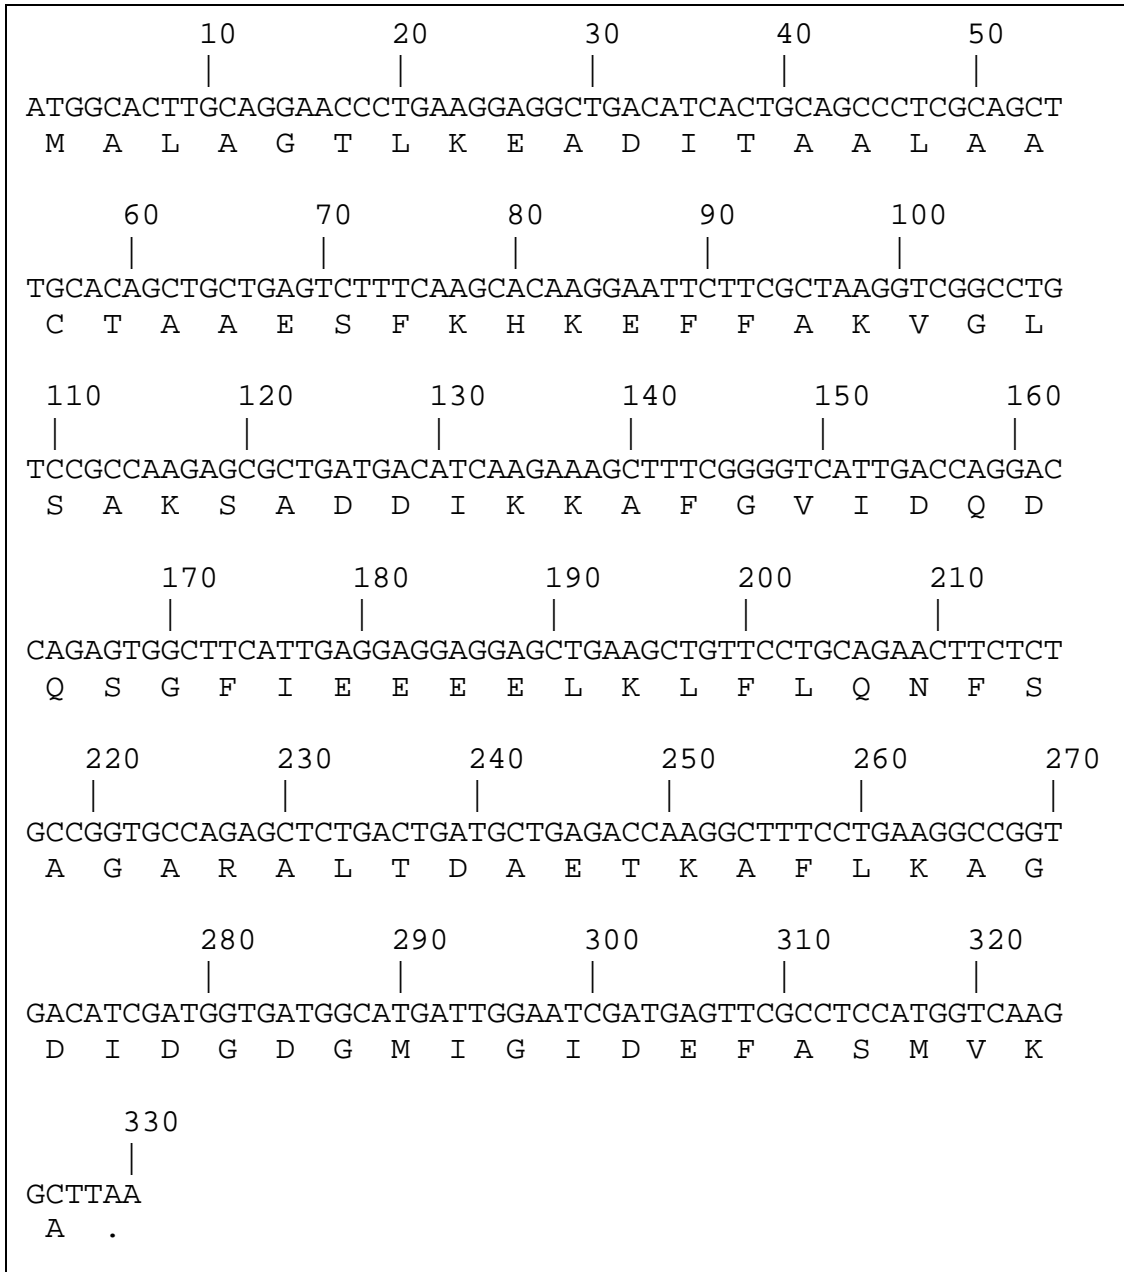 10 20 30 40 50
| | | | |
ATGGCACTTGCAGGAACCCTGAAGGAGGCTGACATCACTGCAGCCCTCGCAGCT
M A L A G T L K E A D I T A A L A A
60 70 80 90 100
| | | | |
TGCACAGCTGCTGAGTCTTTCAAGCACAAGGAATTCTTCGCTAAGGTCGGCCTG
C T A A E S F K H K E F F A K V G L
110 120 130 140 150 160
| | | | | |
TCCGCCAAGAGCGCTGATGACATCAAGAAAGCTTTCGGGGTCATTGACCAGGAC
S A K S A D D I K K A F G V I D Q D
170 180 190 200 210
| | | | |
CAGAGTGGCTTCATTGAGGAGGAGGAGCTGAAGCTGTTCCTGCAGAACTTCTCT
Q S G F I E E E E L K L F L Q N F S
220 230 240 250 260 270
| | | | | |
GCCGGTGCCAGAGCTCTGACTGATGCTGAGACCAAGGCTTTCCTGAAGGCCGGT
A G A R A L T D A E T K A F L K A G
280 290 300 310 320
| | | | |
GACATCGATGGTGATGGCATGATTGGAATCGATGAGTTCGCCTCCATGGTCAAG
D I D G D G M I G I D E F A S M V K
330
|
GCTTAA
A .